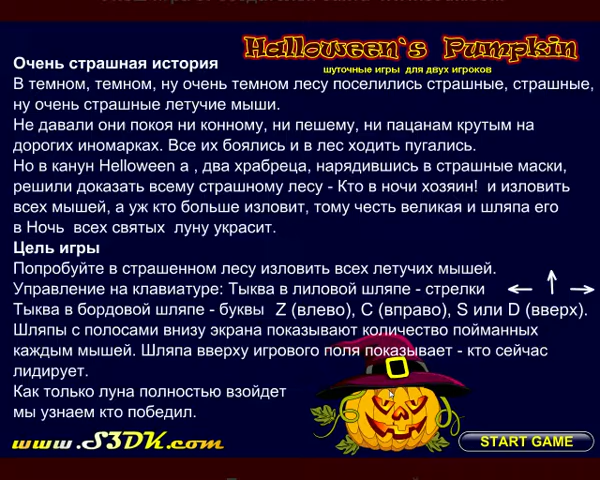 Halloween`s Pumpkin
шуточные игры для двух игроков
Очень страшная история
В темном, темном, ну очень темном лесу поселились страшные, страшные,
ну очень страшные летучие мыши.
Не давали они покоя ни конному, ни пешему, ни пацанам крутым на
дорогих иномарках. Все их боялись и в лес ходить пугались.
Но в канун Helloween а , два храбреца, нарядившись в страшные маски,
решили доказать всему страшному лесу - Кто в ночи хозяин! и изловить
всех мышей, а уж кто больше изловит, тому честь великая и шляпа его
в Ночь всех святых луну украсит.
Цель игры
Попробуйте в страшенном лесу изловить всех летучих мышей.
Управление на клавиатуре: Тыква в лиловой шляпе - стрелки
Тыква в бордовой шляпе - буквы Z (влево), C (вправо), S или D (вверх).
Шляпы с полосами внизу экрана показывают количество пойманных
каждым мышей. Шляпа вверху игрового поля показывает - кто сейчас
лидирует.
Как только луна полностью взойдет
мы узнаем кто победил.
www.S3DK.com
START GAME